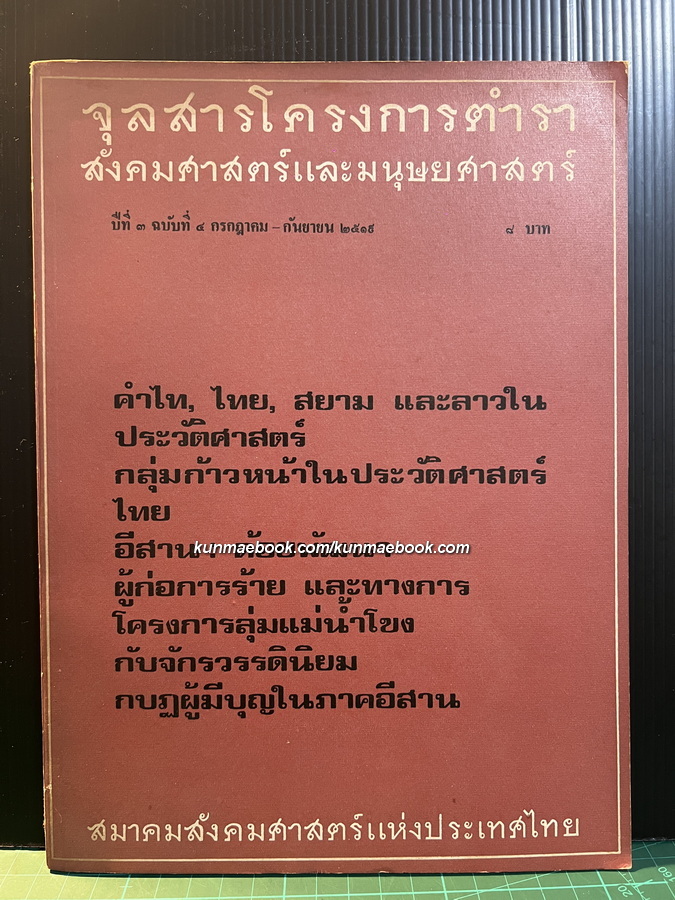 จุลสารโครงการตำรา
สังคมศาสตร์และมนุษยศาสตร์
ปีที่ ๓ ฉบับที่ ๔ กรกฎาคม – กันยายน ๒๕๑๙ ๘ บาท
คำไท, ไทย, สยาม และลาวใน
ประวัติศาสตร์
กลุ่มก้าวหน้าในประวัติศาสตร์
ไทย
อีสาน
kunmaebook.com/kunmaebook.com
ผู้ก่อการร้าย และทางการ
โครงการลุ่มแม่น้ำโขง
กับจักรวรรดินิยม
กบฏผู้มีบุญในภาคอีสาน
สมาคมสังคมศาสตร์แห่งประเทศไทย
20
160